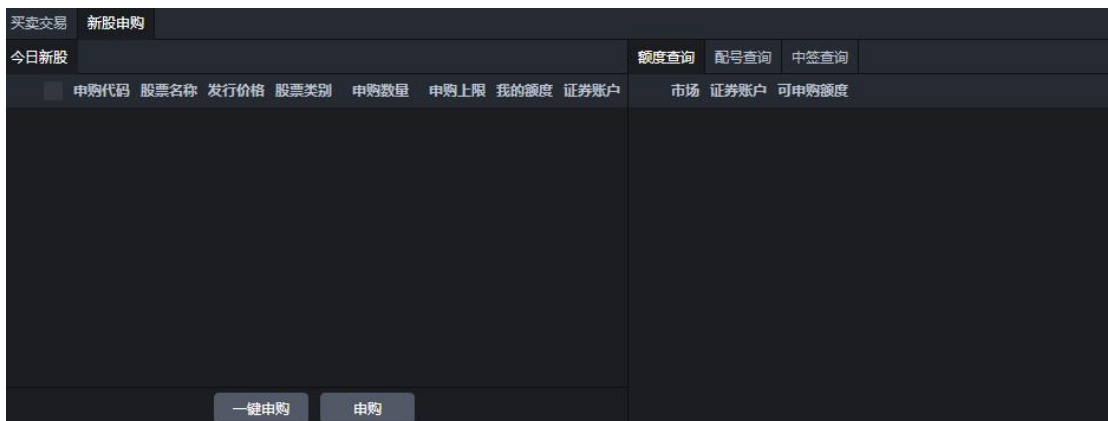 买卖交易 新股申购
今日新股
申购代码 股票名称 发行价格 股票类别 申购数量 申购上限 我的额度 证券账户
一键申购 申购
额度查询 配号查询 中签查询
市场 证券账户 可申购额度